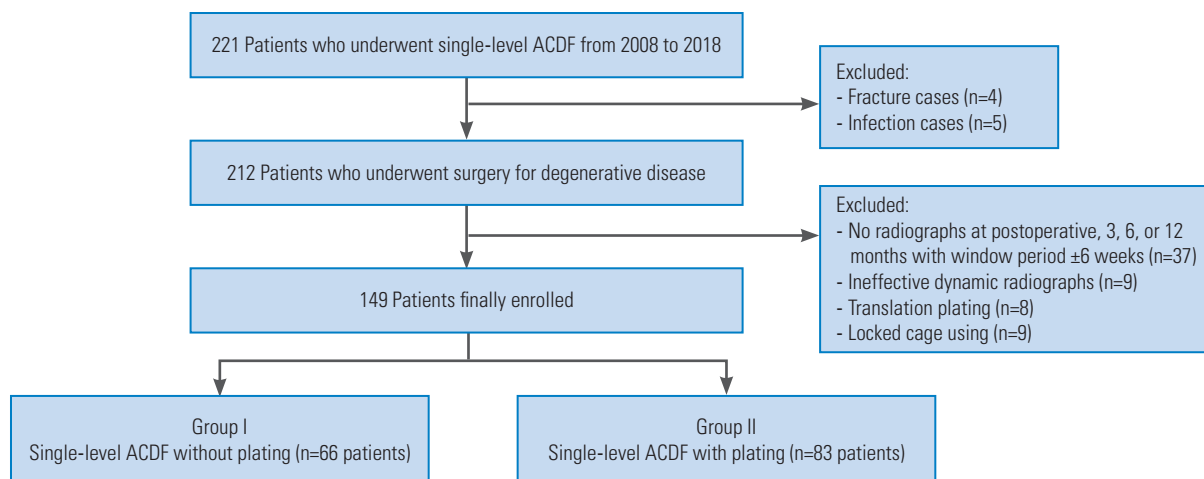 221 Patients who underwent single-level ACDF from 2008 to 2018
Excluded:
- Fracture cases (n=4)
- Infection cases (n=5)
212 Patients who underwent surgery for degenerative disease
Excluded:
- No radiographs at postoperative, 3, 6, or 12
months with window period ±6 weeks (n=37)
- Ineffective dynamic radiographs (n=9)
- Translation plating (n=8)
- Locked cage using (n=9)
149 Patients finally enrolled
Group I
Single-level ACDF without plating (n=66 patients)
Group II
Single-level ACDF with plating (n=83 patients)